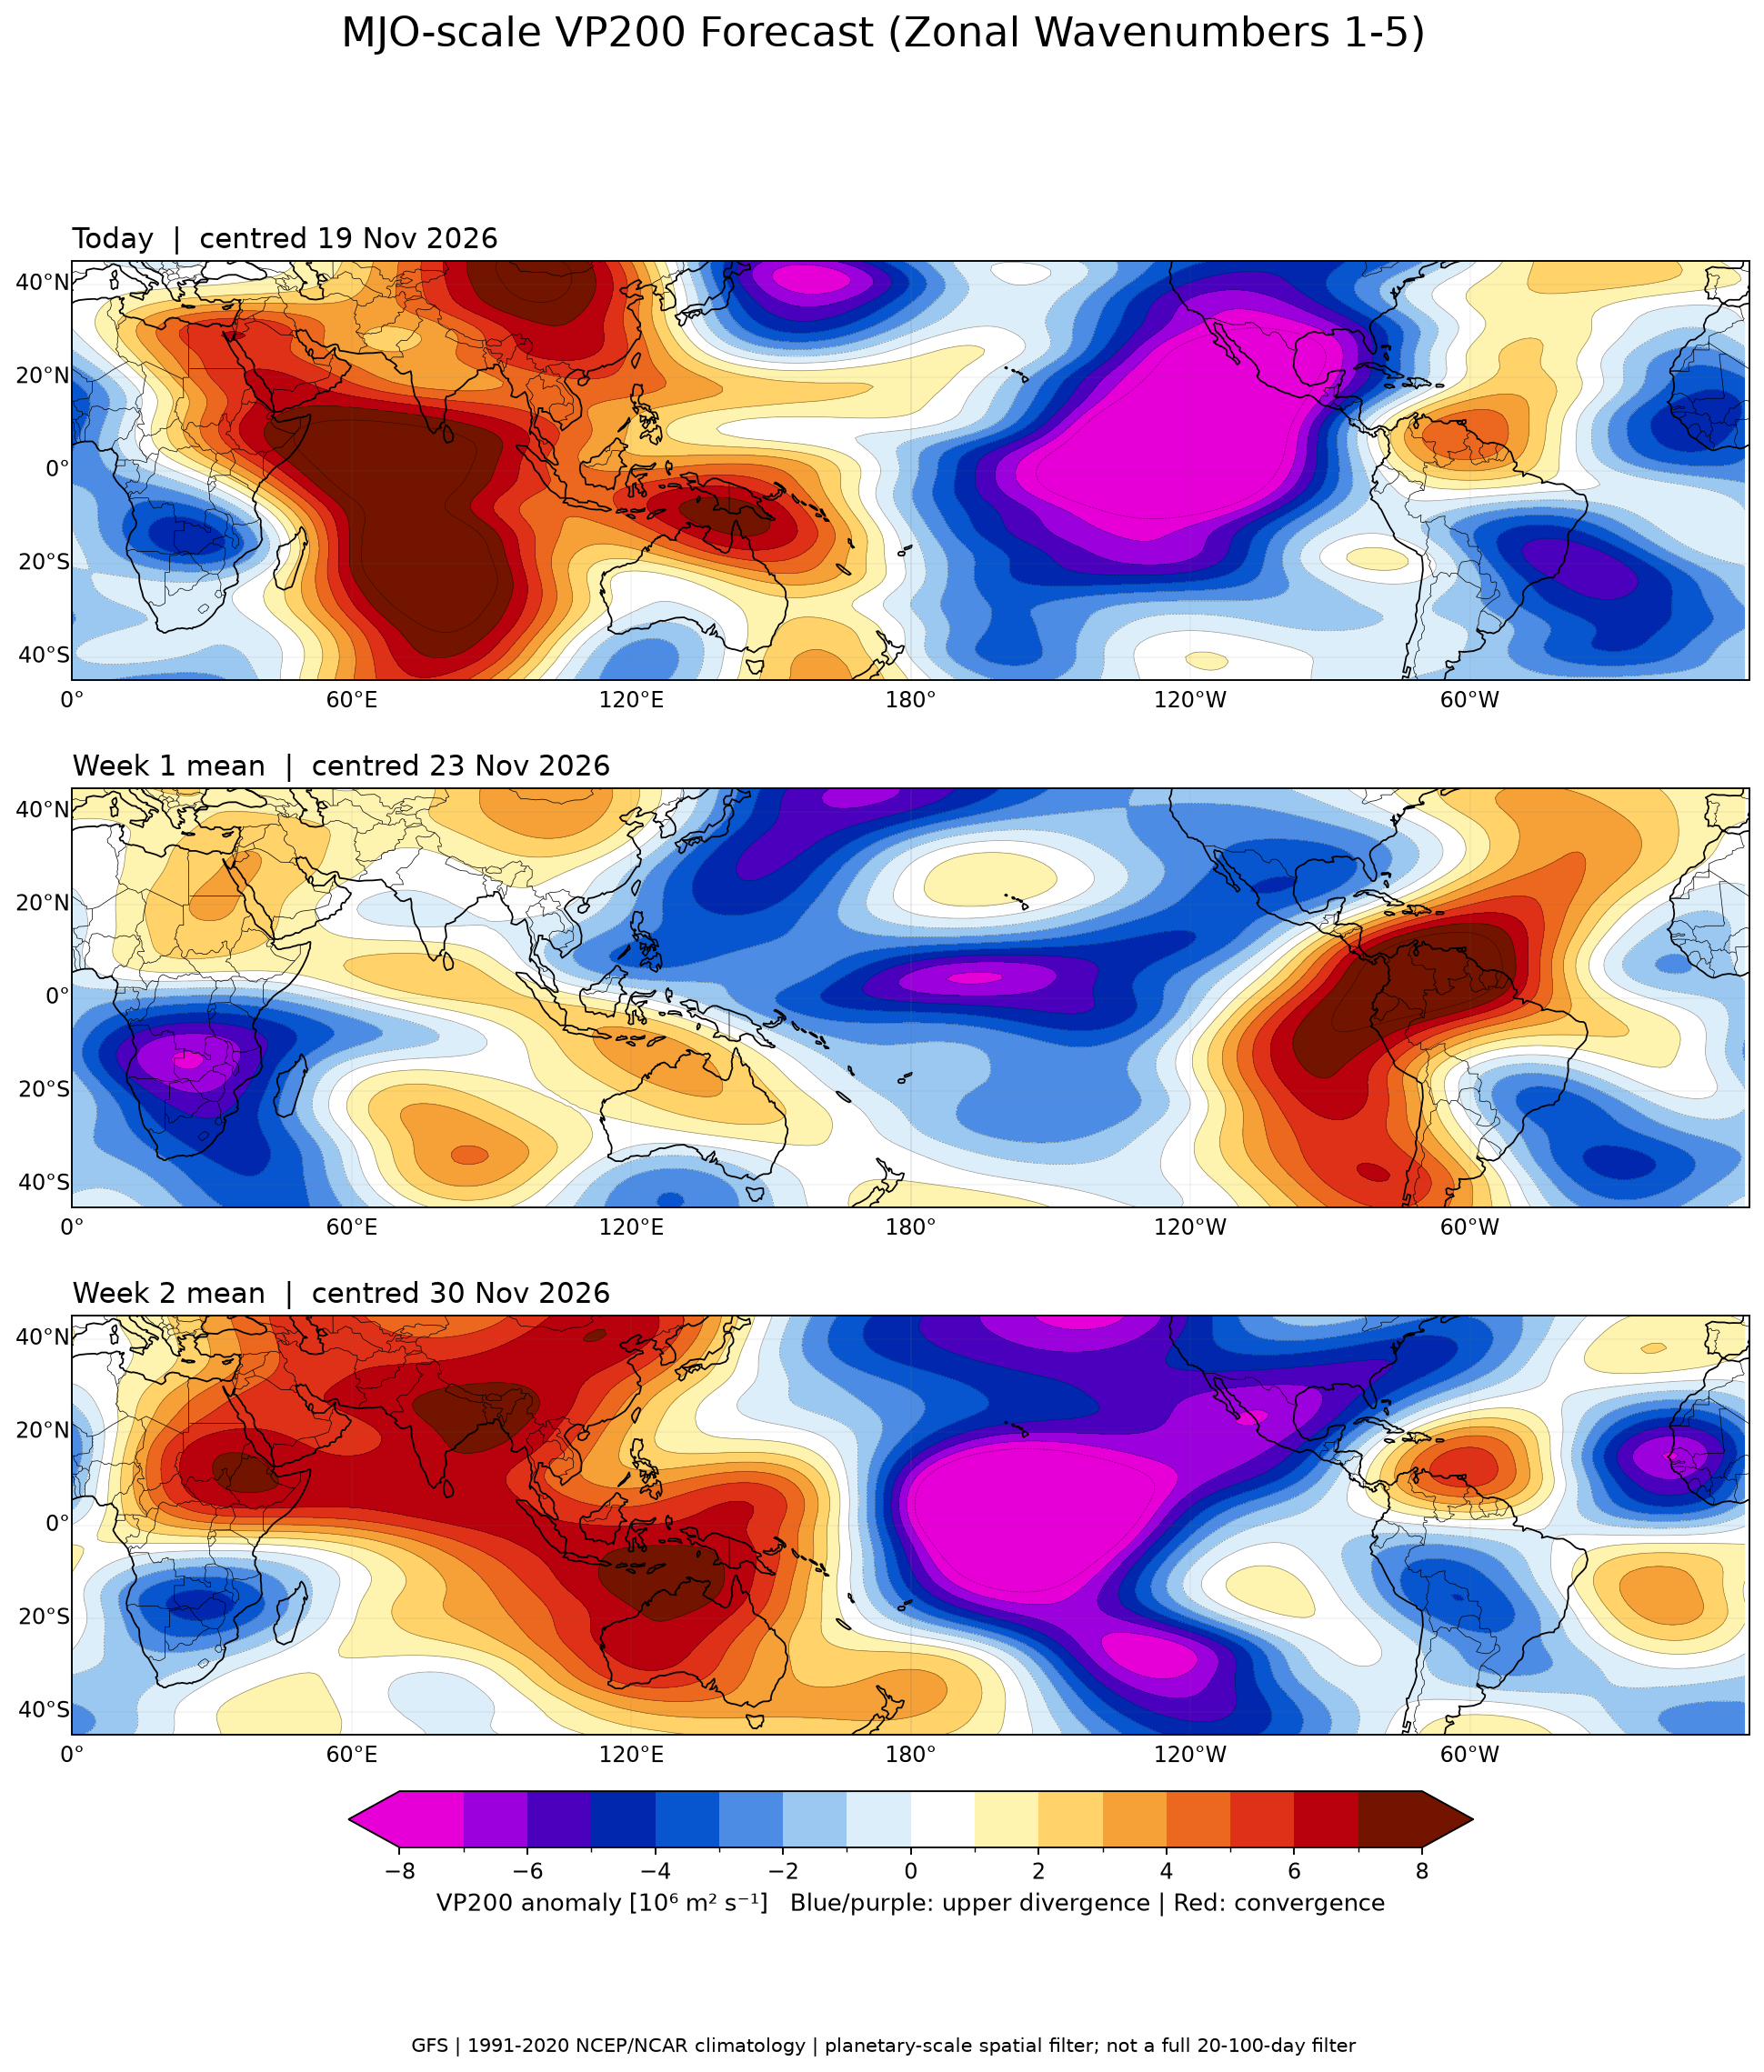 MJO-scale VP200 Forecast (Zonal Wavenumbers 1-5)
Today | centred 19 Nov 2026
40°N
20°N
0°
20°S
40°S
0° 60°E 120°E 180° 120°W 60°W
Week 1 mean | centred 23 Nov 2026
40°N
20°N
0°
20°S
40°S
0° 60°E 120°E 180° 120°W 60°W
Week 2 mean | centred 30 Nov 2026
40°N
20°N
0°
20°S
40°S
0° 60°E 120°E 180° 120°W 60°W
−8 −6 −4 −2 0 2 4 6 8
VP200 anomaly [10⁶ m² s⁻¹] Blue/purple: upper divergence | Red: convergence
GFS | 1991-2020 NCEP/NCAR climatology | planetary-scale spatial filter; not a full 20-100-day filter